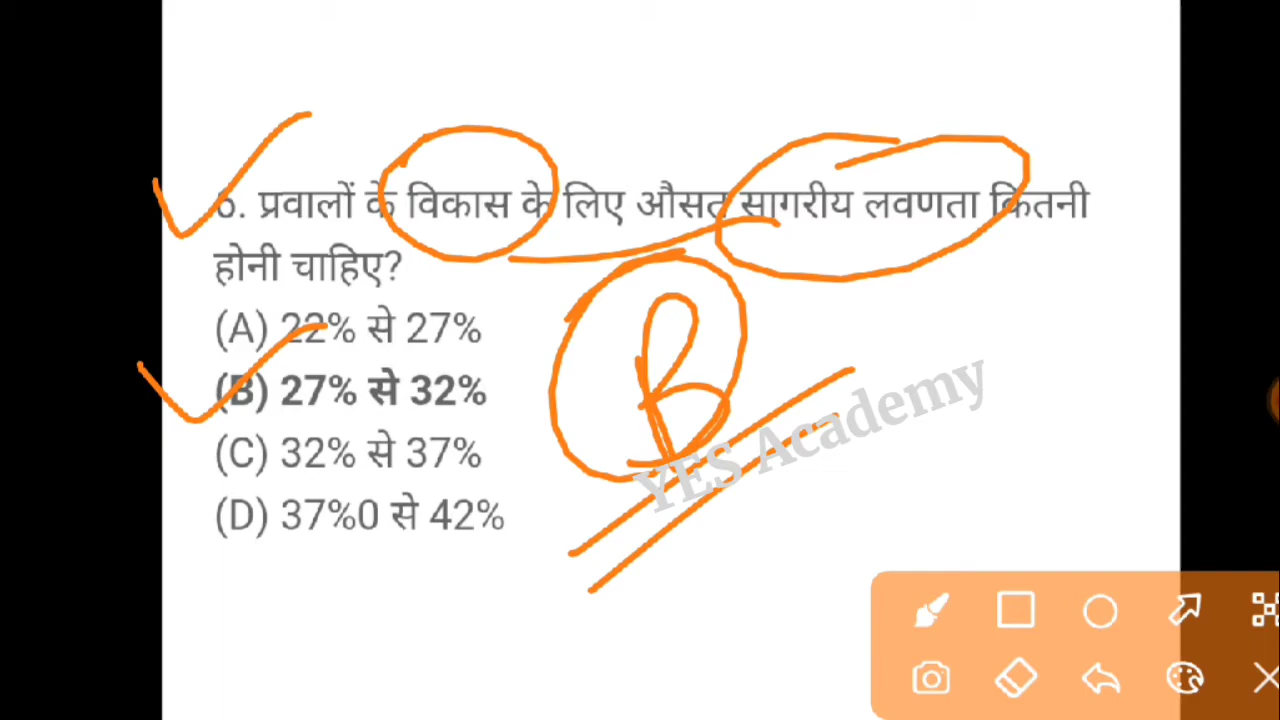 6. प्रवालों के विकास के लिए औसत सागरीय लवणता कितनी
होनी चाहिए?
(A) 22% से 27%
(B) 27% से 32%
(C) 32% से 37%
(D) 37%0 से 42%
B
YES Academy